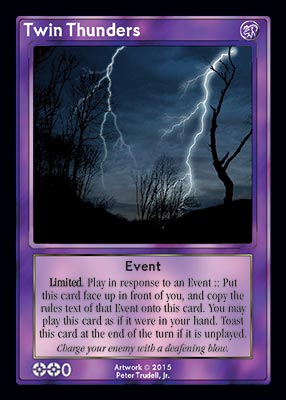 Twin Thunders
Event
Limited. Play in response to an Event :: Put
this card face up in front of you, and copy the
rules text of that Event onto this card. You may
play this card as if it were in your hand. Toast
this card at the end of the turn if it is unplayed.
Charge your enemy with a deafening blow.
0
Artwork © 2015
Peter Trudell, Jr.